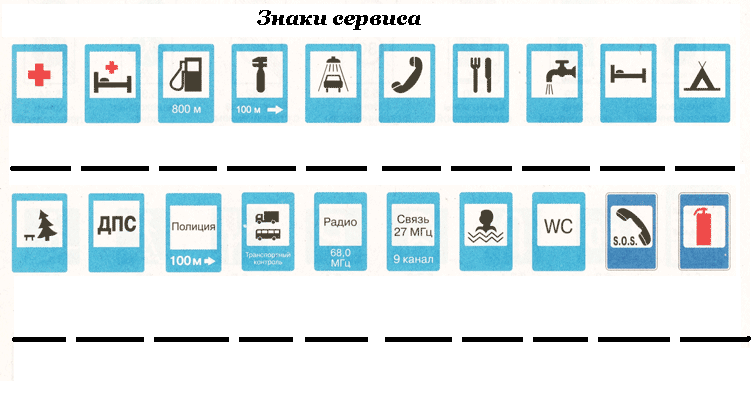 Знаки сервиса
800 м
100 м
ДПС
Полиция
100 м
Транспортный
контроль
Радио
68,0
МГц
Связь
27 МГц
9 канал
WC
S.O.S.